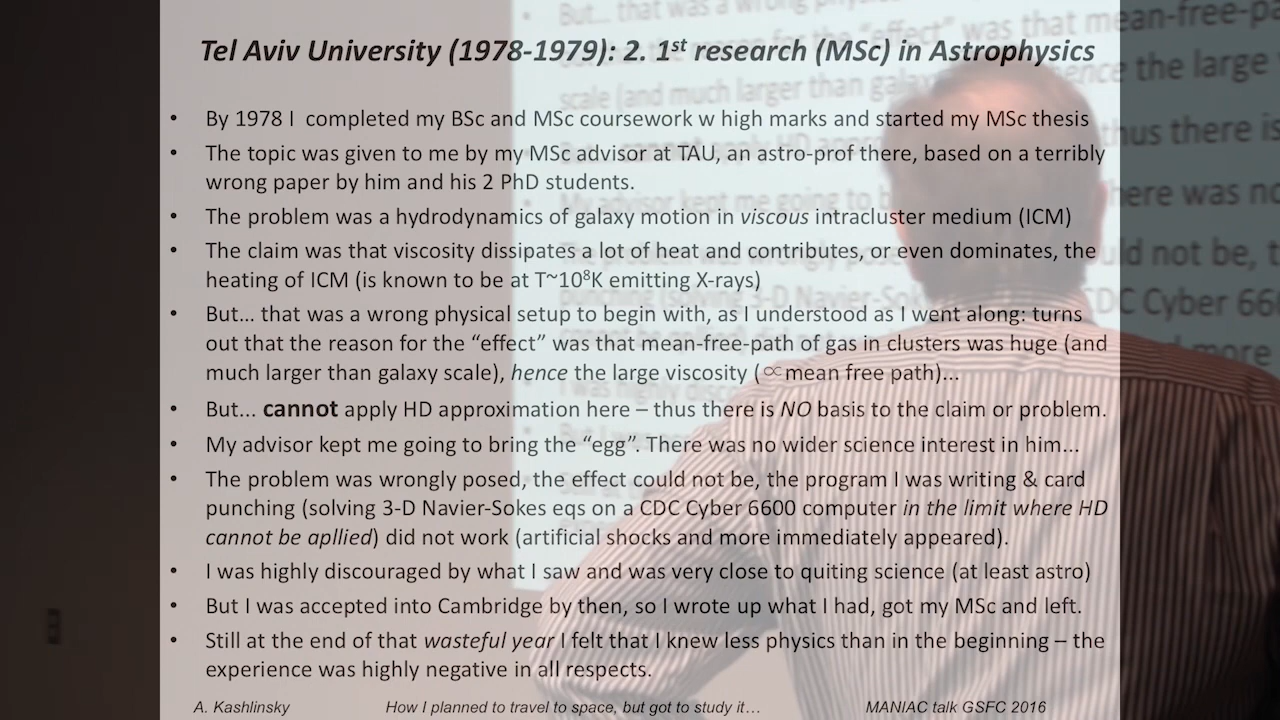 Tel Aviv University (1978-1979): 2. 1st research (MSc) in Astrophysics
• By 1978 I completed my BSc and MSc coursework w high marks and started my MSc thesis
• The topic was given to me by my MSc advisor at TAU, an astro-prof there, based on a terribly
wrong paper by him and his 2 PhD students.
• The problem was a hydrodynamics of galaxy motion in viscous intracluster medium (ICM)
• The claim was that viscosity dissipates a lot of heat and contributes, or even dominates, the
heating of ICM (is known to be at T~10⁸K emitting X-rays)
• But... that was a wrong physical setup to begin with, as I understood as I went along: turns
out that the reason for the “effect” was that mean-free-path of gas in clusters was huge (and
much larger than galaxy scale), hence the large viscosity (∝mean free path)...
• But... cannot apply HD approximation here – thus there is NO basis to the claim or problem.
• My advisor kept me going to bring the “egg”. There was no wider science interest in him...
• The problem was wrongly posed, the effect could not be, the program I was writing & card
punching (solving 3-D Navier-Sokes eqs on a CDC Cyber 6600 computer in the limit where HD
cannot be apllied) did not work (artificial shocks and more immediately appeared).
• I was highly discouraged by what I saw and was very close to quiting science (at least astro)
• But I was accepted into Cambridge by then, so I wrote up what I had, got my MSc and left.
• Still at the end of that wasteful year I felt that I knew less physics than in the beginning – the
experience was highly negative in all respects.
A. Kashlinsky How I planned to travel to space, but got to study it... MANIAC talk GSFC 2016